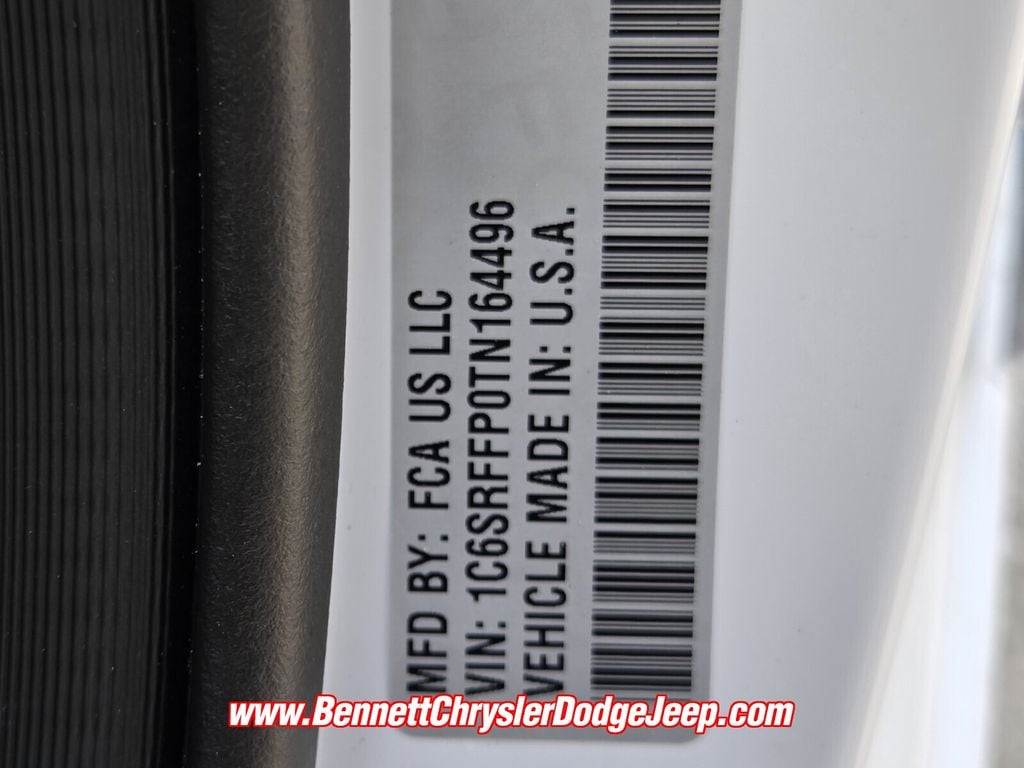 MFD BY: FCA US LLC
VIN: 1C6SRFFP0TN164496
VEHICLE MADE IN: U.S.A.
www.BennettChryslerDodgeJeep.com